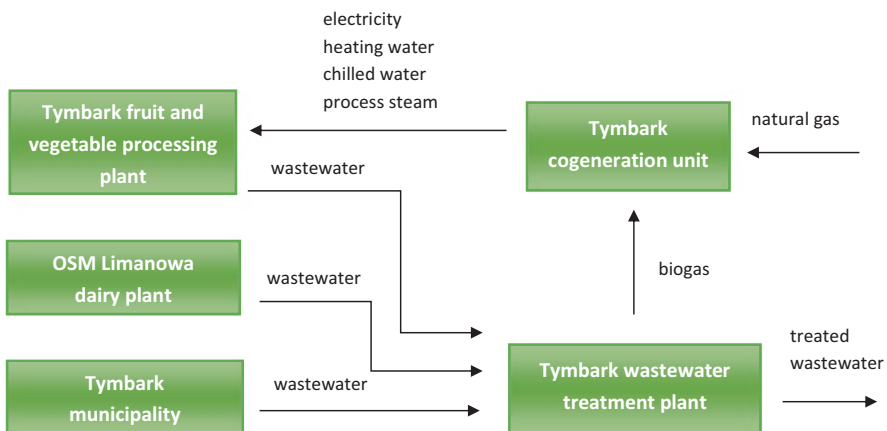 electricity
heating water
chilled water
process steam
Tymbark fruit and
vegetable processing
plant
Tymbark
cogeneration unit
natural gas
wastewater
OSM Limanowa
dairy plant
wastewater
biogas
Tymbark
municipality
wastewater
Tymbark wastewater
treatment plant
treated
wastewater